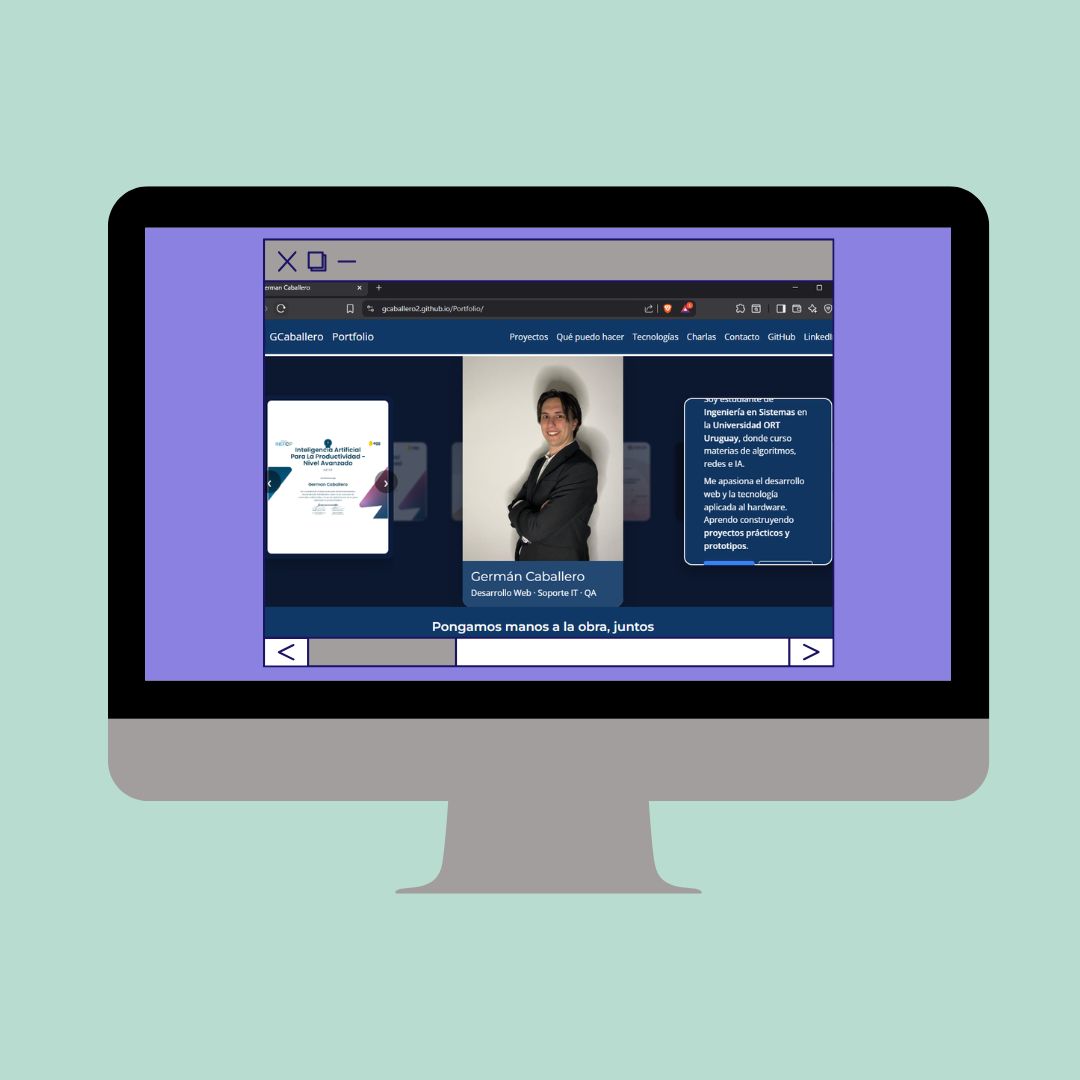 erman Caballero
gcaballero2.github.io/Portfolio/
GCaballero Portfolio Proyectos Qué puedo hacer Tecnologías Charlas Contacto GitHub LinkedI
Inteligencia Artificial
Para La Productividad -
Nivel Avanzado
German Caballero
Germán Caballero
Desarrollo Web · Soporte IT · QA
Soy estudiante de
Ingeniería en Sistemas en
la Universidad ORT
Uruguay, donde curso
materias de algoritmos,
redes e IA.
Me apasiona el desarrollo
web y la tecnología
aplicada al hardware.
Aprendo construyendo
proyectos prácticos y
prototipos.
Pongamos manos a la obra, juntos